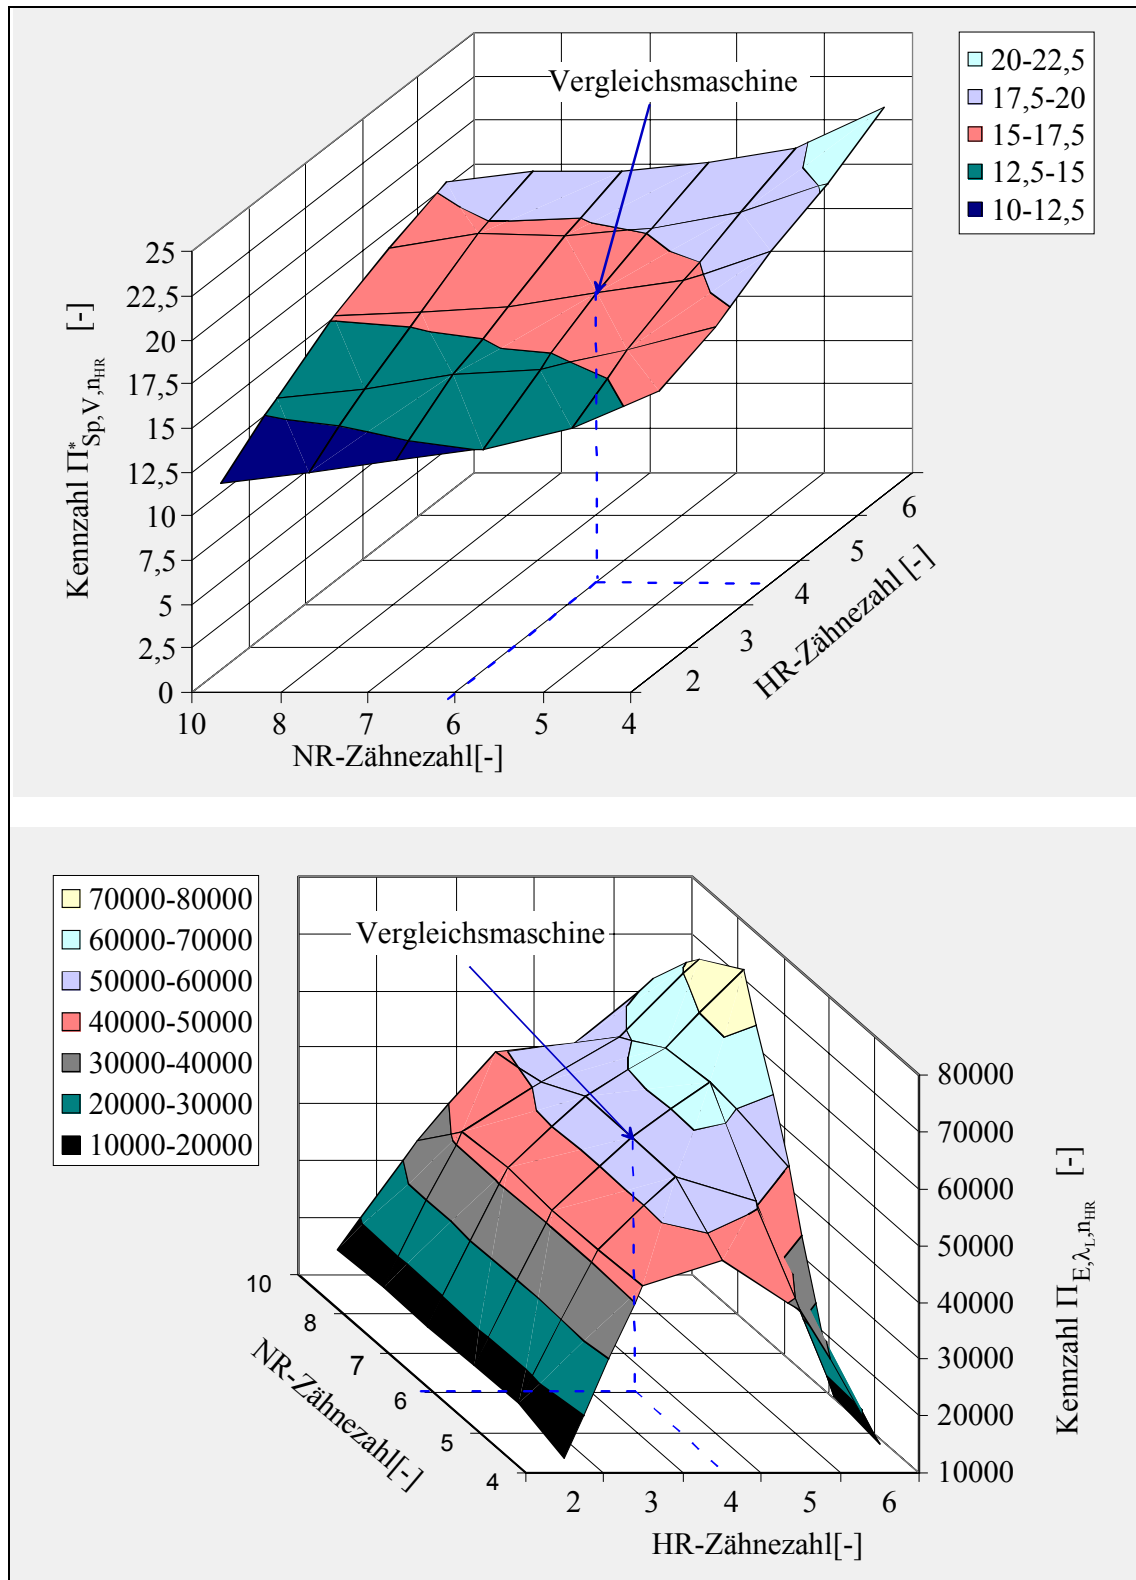 Vergleichsmaschine
20-22,5
17,5-20
15-17,5
12,5-15
10-12,5
25
22,5
20
17,5
15
12,5
10
7,5
5
2,5
0
Kennzahl Π*Sp,V,nHR [-]
10 8 7 6 5 4
NR-Zähnezahl[-]
2 3 4 5 6
HR-Zähnezahl [-]
70000-80000
60000-70000
50000-60000
40000-50000
30000-40000
20000-30000
10000-20000
Vergleichsmaschine
80000
70000
60000
50000
40000
30000
20000
10000
Kennzahl ΠE,λL,nHR [-]
10 8 7 6 5 4
NR-Zähnezahl[-]
2 3 4 5 6
HR-Zähnezahl[-]